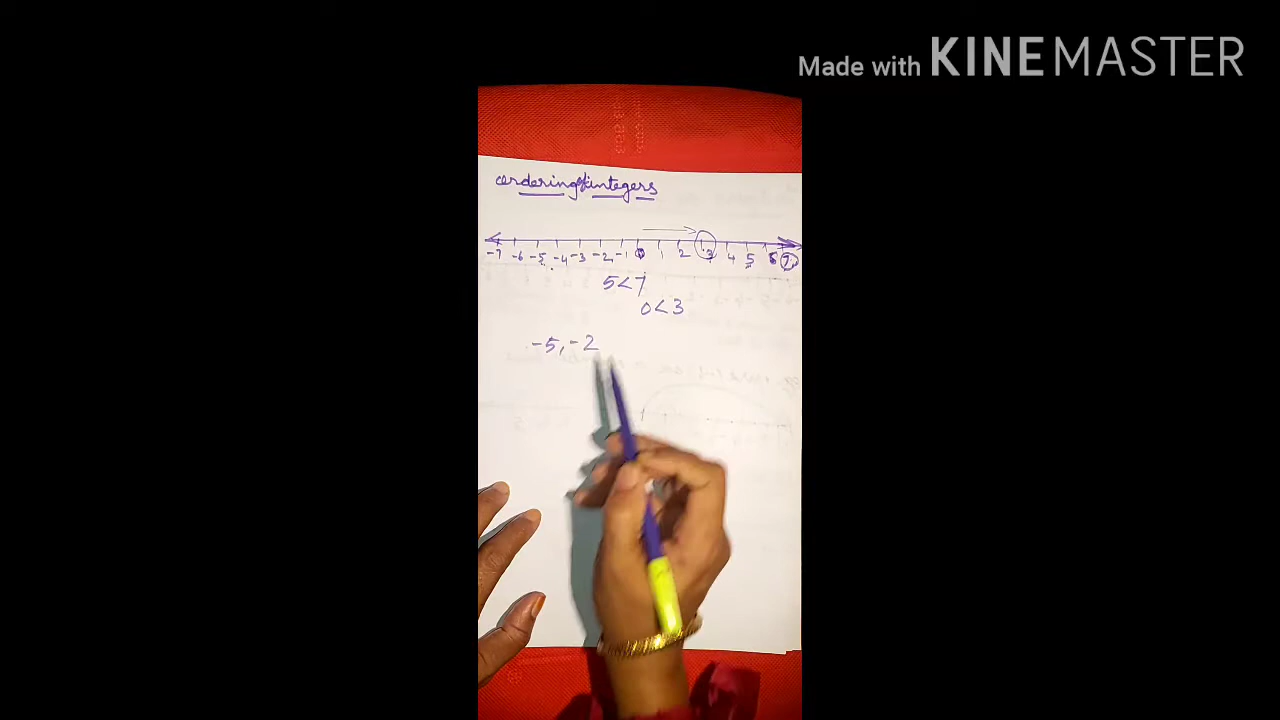 Made with KINEMASTER
ordering of integers
-7 -6 -5 -4 -3 -2 -1 0 1 2 3 4 5 6 7
5<7
0<3
-5, -2